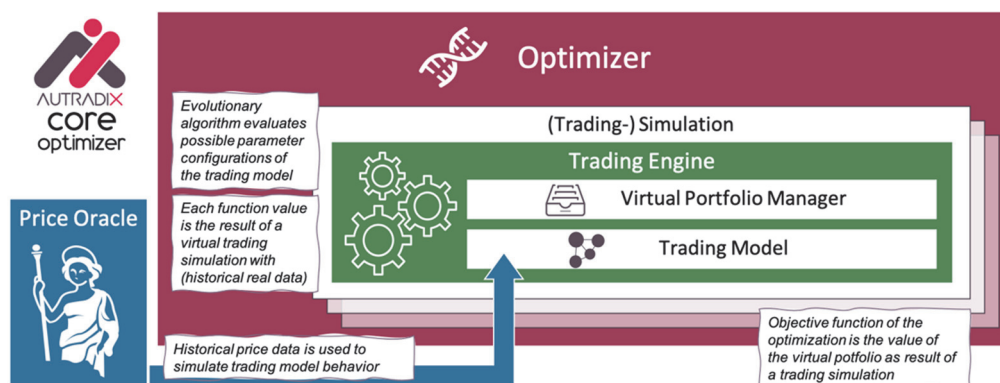 AUTRADIX
core
optimizer
Optimizer
Evolutionary
algorithm evaluates
possible parameter
configurations of
the trading model
(Trading-) Simulation
Trading Engine
Virtual Portfolio Manager
Trading Model
Price Oracle
Each function value
is the result of a
virtual trading
simulation with
(historical real data)
Historical price data is used to
simulate trading model behavior
Objective function of the
optimization is the value of
the virtual potfolio as result of
a trading simulation